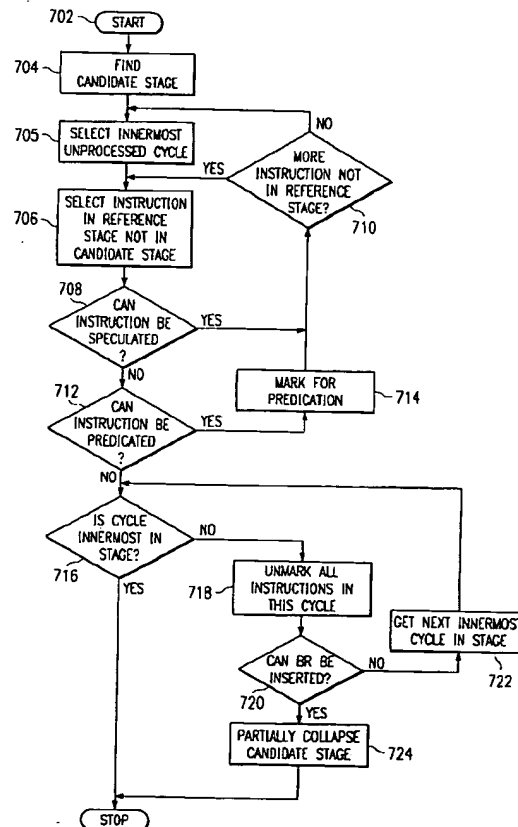 702
START
704
FIND
CANDIDATE STAGE
NO
705
SELECT INNERMOST
UNPROCESSED CYCLE
YES
MORE
INSTRUCTION NOT
IN REFERENCE
STAGE?
710
706
SELECT INSTRUCTION
IN REFERENCE
STAGE NOT IN
CANDIDATE STAGE
708
CAN
INSTRUCTION BE
SPECULATED
?
YES
NO
MARK FOR
PREDICATION
714
712
CAN
INSTRUCTION BE
PREDICATED
?
YES
NO
IS CYCLE
INNERMOST IN
STAGE?
716
NO
YES
718
UNMARK ALL
INSTRUCTIONS IN
THIS CYCLE
GET NEXT INNERMOST
CYCLE IN STAGE
722
CAN BR BE
INSERTED?
720
NO
YES
PARTIALLY COLLAPSE
CANDIDATE STAGE
724
STOP